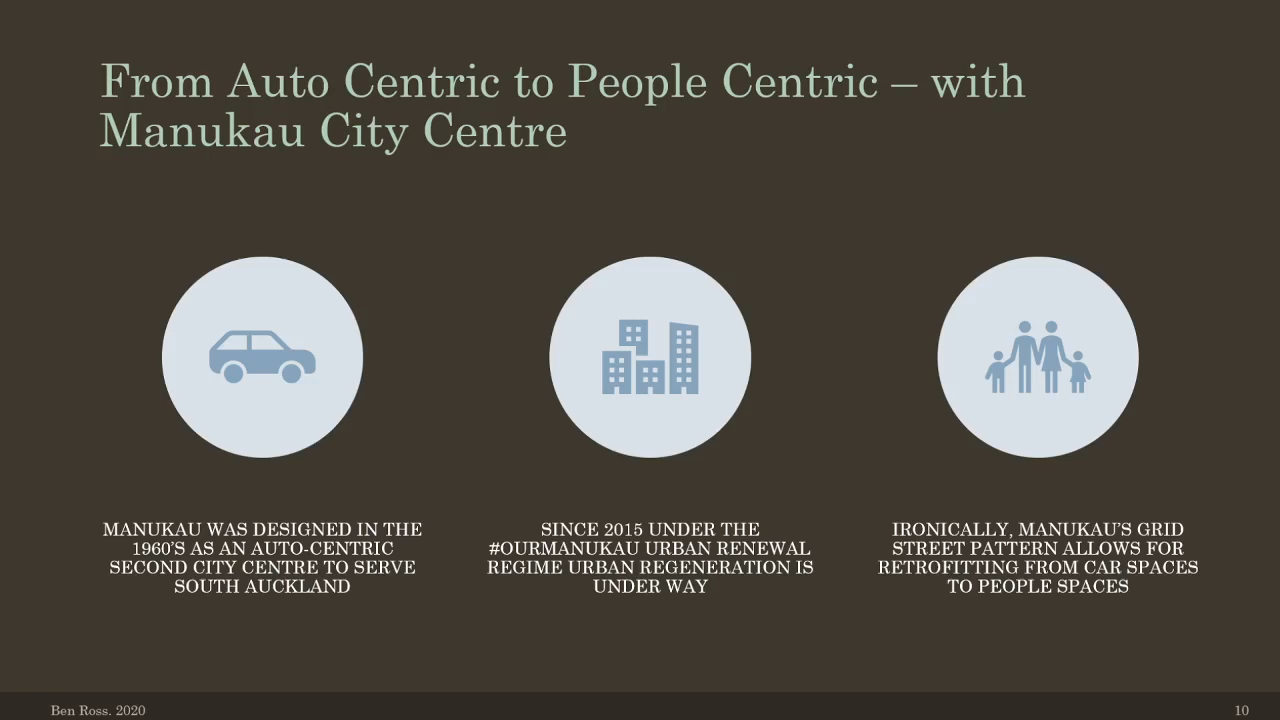 From Auto Centric to People Centric – with
Manukau City Centre
MANUKAU WAS DESIGNED IN THE
1960’S AS AN AUTO-CENTRIC
SECOND CITY CENTRE TO SERVE
SOUTH AUCKLAND
SINCE 2015 UNDER THE
#OURMANUKAU URBAN RENEWAL
REGIME URBAN REGENERATION IS
UNDER WAY
IRONICALLY, MANUKAU’S GRID
STREET PATTERN ALLOWS FOR
RETROFITTING FROM CAR SPACES
TO PEOPLE SPACES
Ben Ross. 2020
10